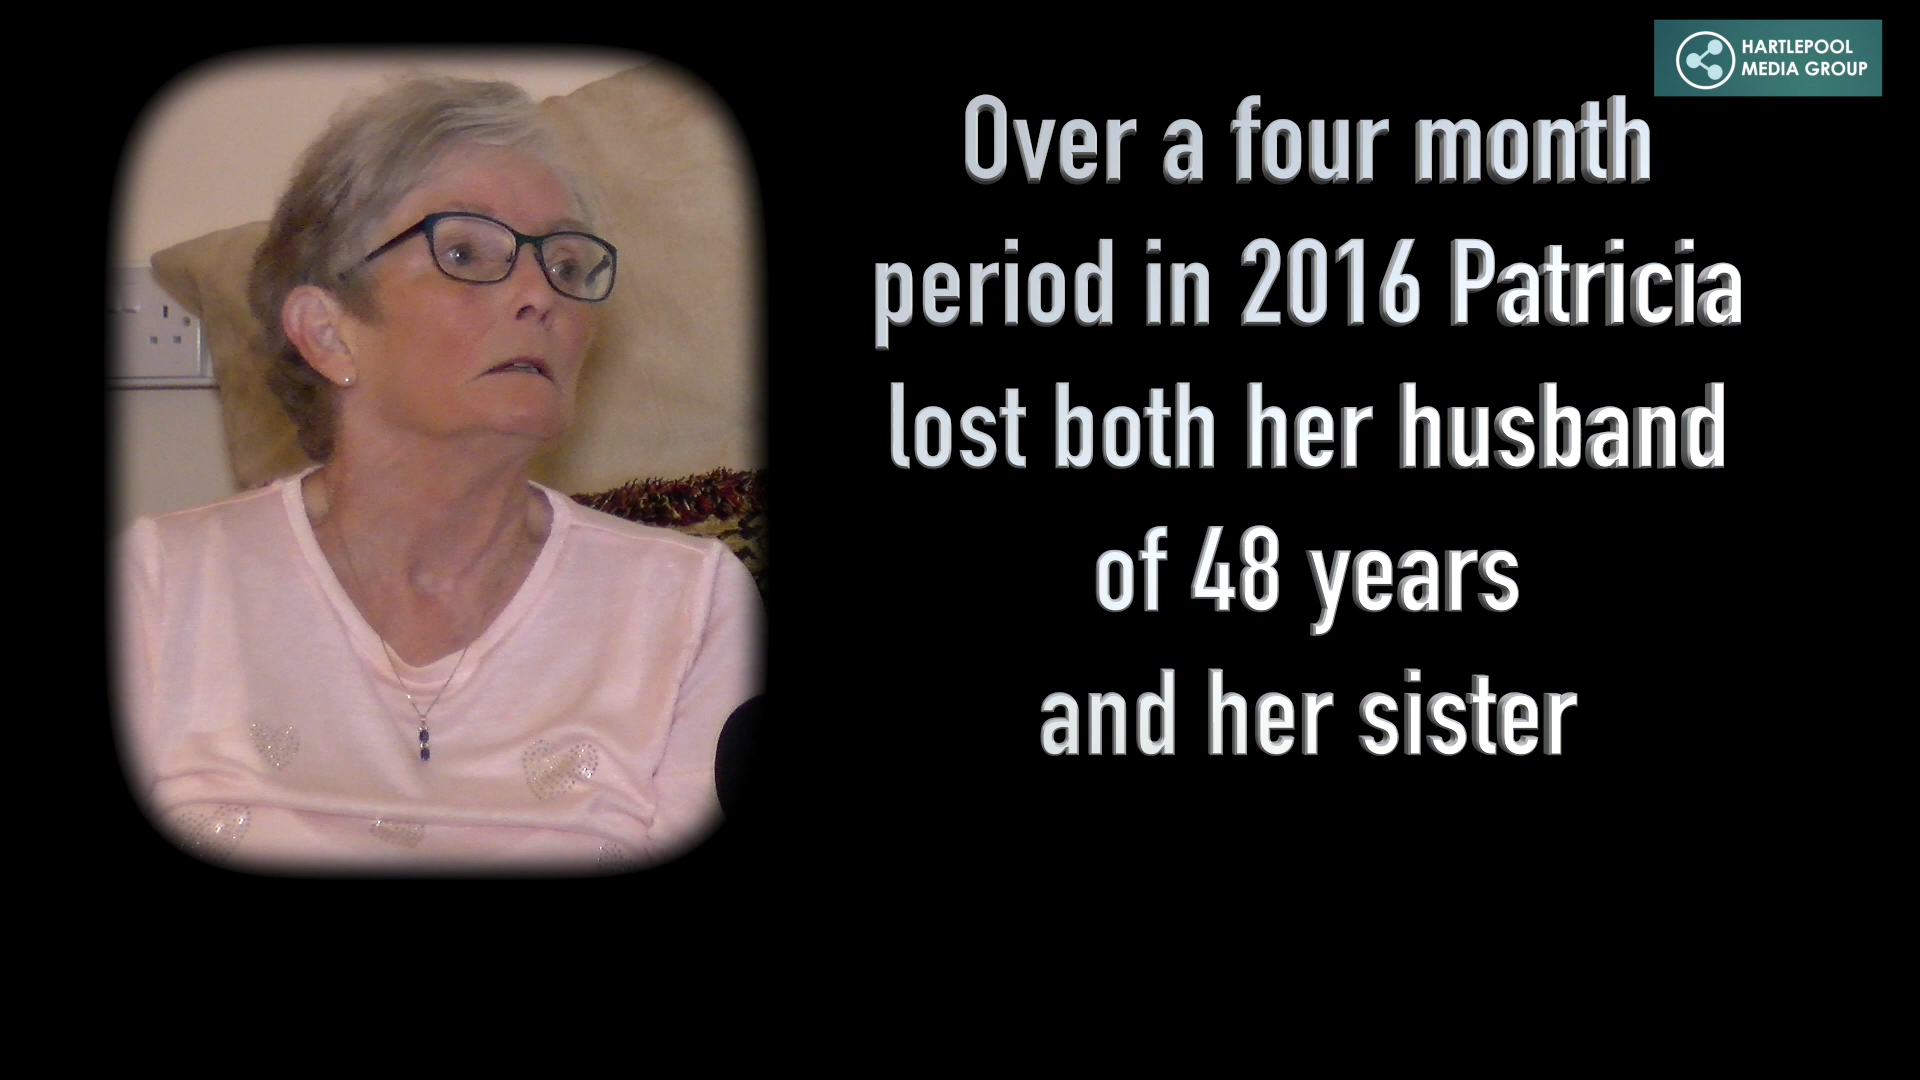 HARTLEPOOL
MEDIA GROUP
Over a four month
period in 2016 Patricia
lost both her husband
of 48 years
and her sister